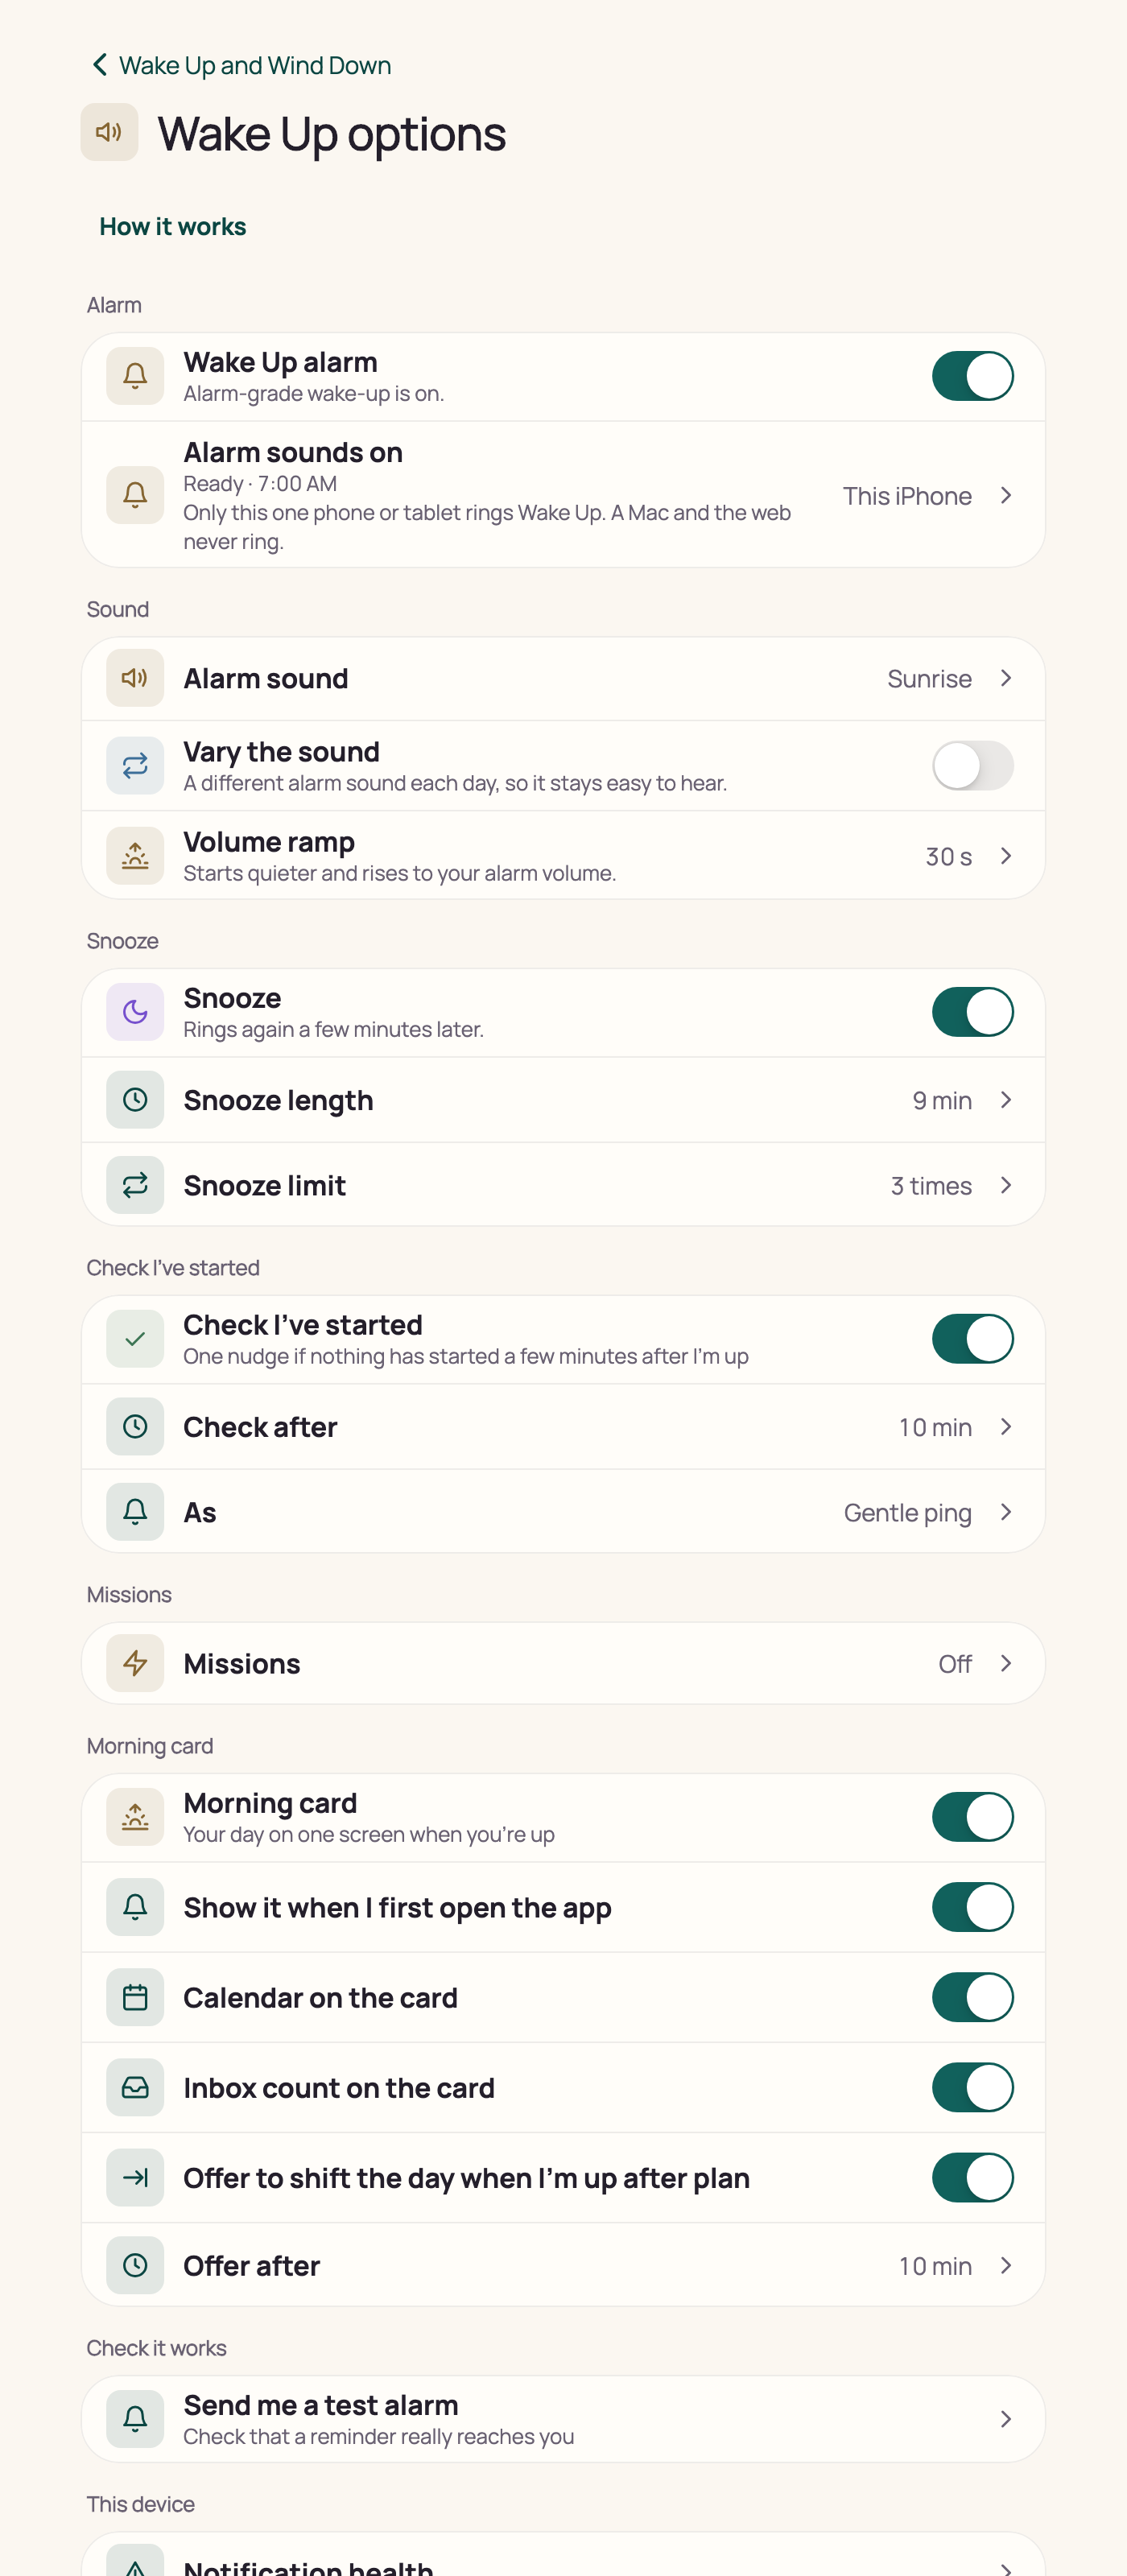 Wake Up and Wind Down
Wake Up options
How it works
Alarm
Wake Up alarm
Alarm-grade wake-up is on.
Alarm sounds on
Ready · 7:00 AM
Only this one phone or tablet rings Wake Up. A Mac and the web
never ring.
This iPhone
Sound
Alarm sound
Sunrise
Vary the sound
A different alarm sound each day, so it stays easy to hear.
Volume ramp
Starts quieter and rises to your alarm volume.
30 s
Snooze
Snooze
Rings again a few minutes later.
Snooze length
9 min
Snooze limit
3 times
Check I’ve started
Check I’ve started
One nudge if nothing has started a few minutes after I’m up
Check after
10 min
As
Gentle ping
Missions
Missions
Off
Morning card
Morning card
Your day on one screen when you’re up
Show it when I first open the app
Calendar on the card
Inbox count on the card
Offer to shift the day when I’m up after plan
Offer after
10 min
Check it works
Send me a test alarm
Check that a reminder really reaches you
This device
Notification health